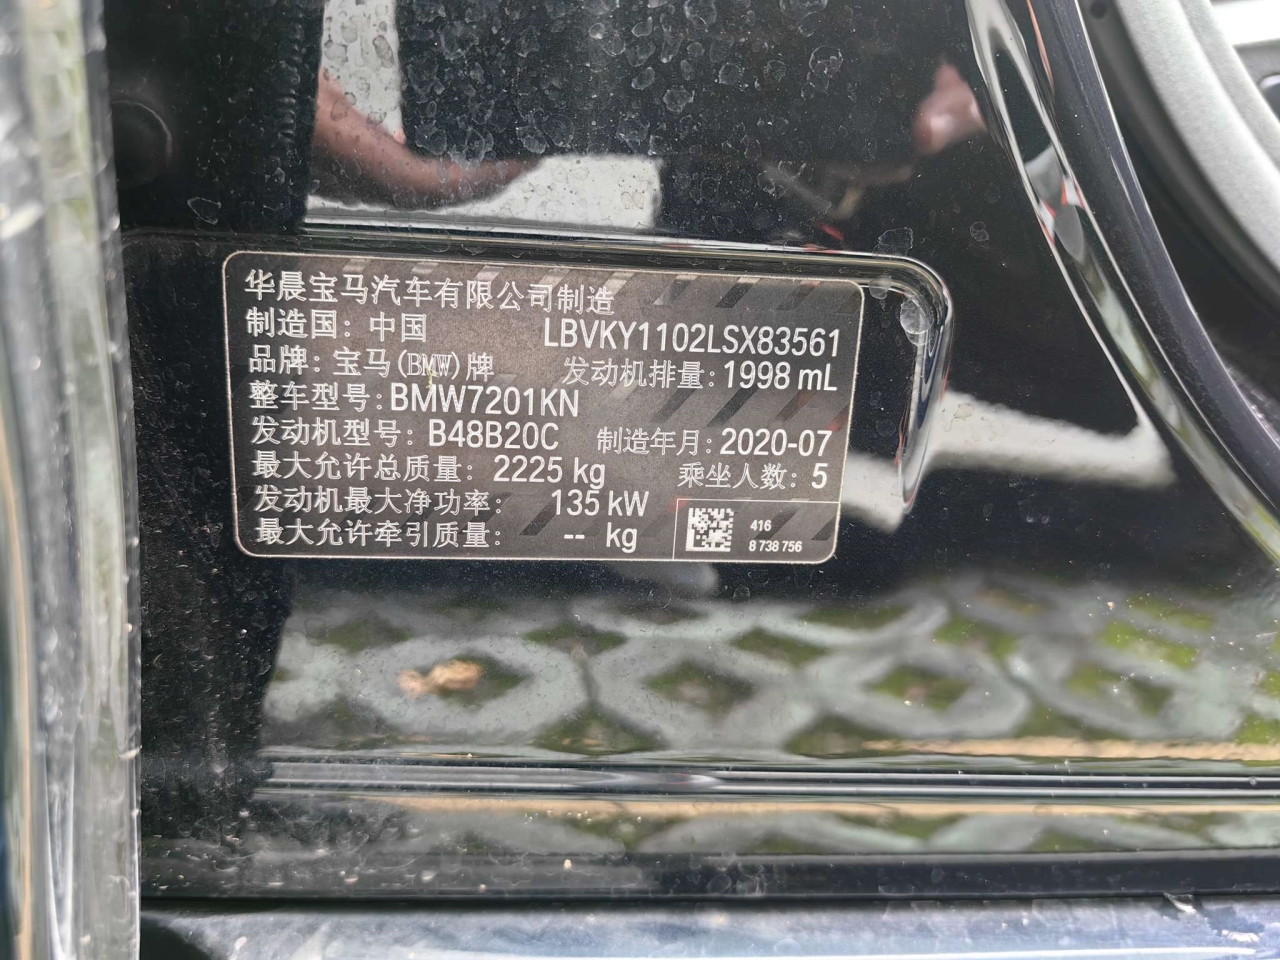 华晨宝马汽车有限公司制造
制造国: 中国 LBVKY1102LSX83561
品牌: 宝马(BMW)牌 发动机排量: 1998 mL
整车型号: BMW7201KN
发动机型号: B48B20C 制造年月: 2020-07
最大允许总质量: 2225 kg 乘坐人数: 5
发动机最大净功率: 135 kW
最大允许牵引质量: -- kg
416
8 738 756